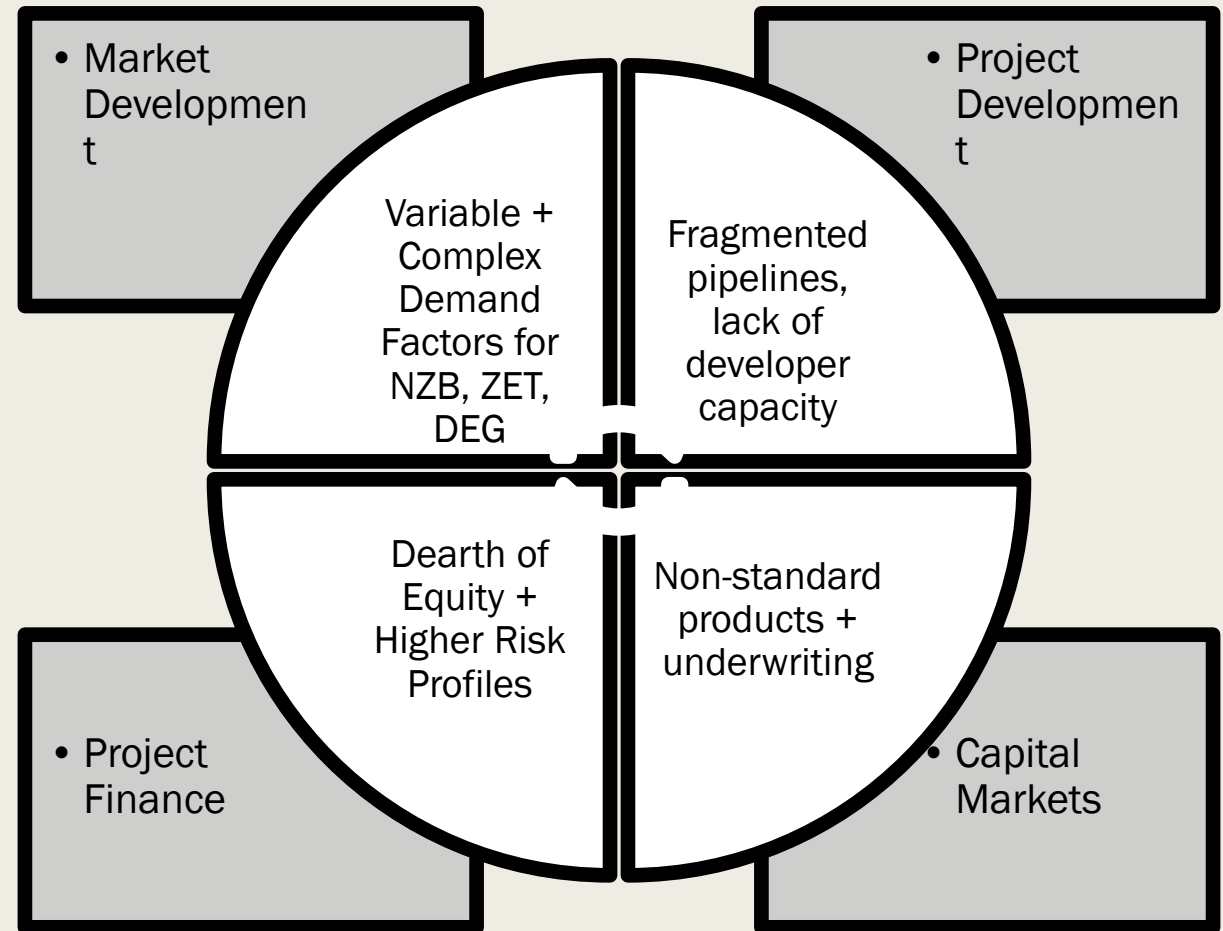 • Market
Developmen
t
• Project
Developmen
t
Variable +
Complex
Demand
Factors for
NZB, ZET,
DEG
Fragmented
pipelines,
lack of
developer
capacity
Dearth of
Equity +
Higher Risk
Profiles
Non-standard
products +
underwriting
• Project
Finance
• Capital
Markets